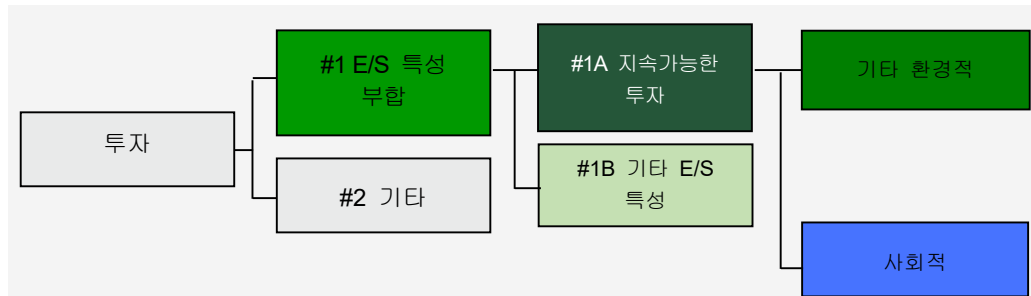 투자
#1 E/S 특성
부합
#2 기타
#1A 지속가능한
투자
#1B 기타 E/S
특성
기타 환경적
사회적